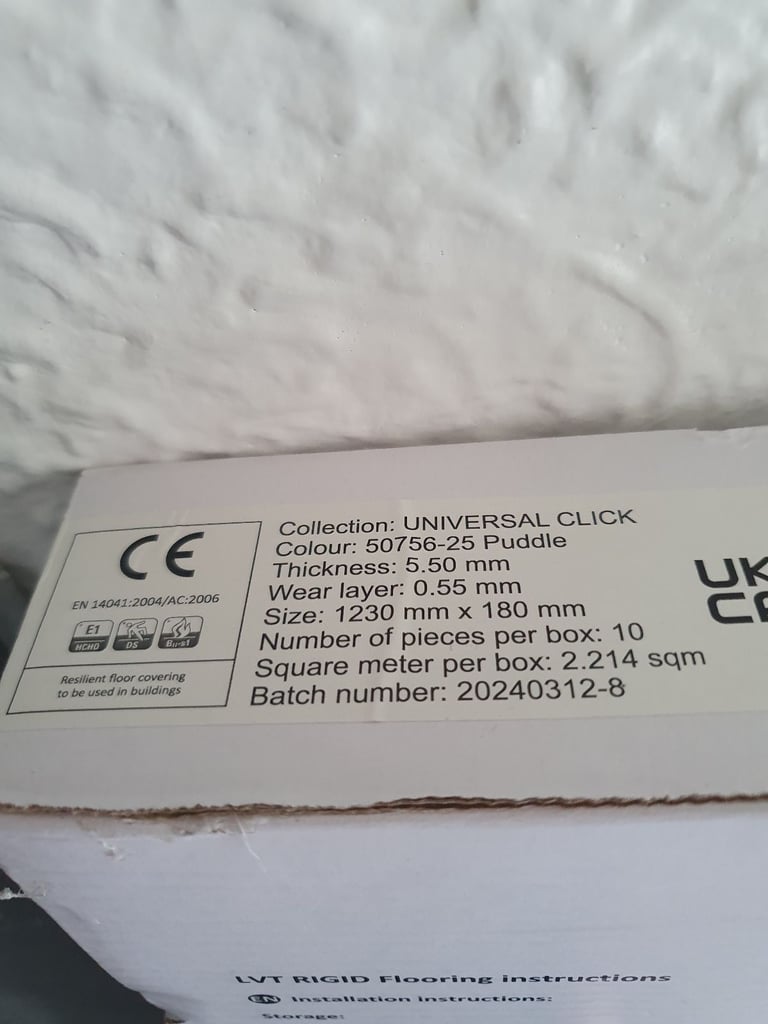 CE
EN 14041:2004/AC:2006
E1
HCHO
DS
Bfl-s1
Resilient floor covering
to be used in buildings
Collection: UNIVERSAL CLICK
Colour: 50756-25 Puddle
Thickness: 5.50 mm
Wear layer: 0.55 mm
Size: 1230 mm x 180 mm
Number of pieces per box: 10
Square meter per box: 2.214 sqm
Batch number: 20240312-8
UK
CA
LVT RIGID Flooring instructions
EN Installation instructions:
Storage: